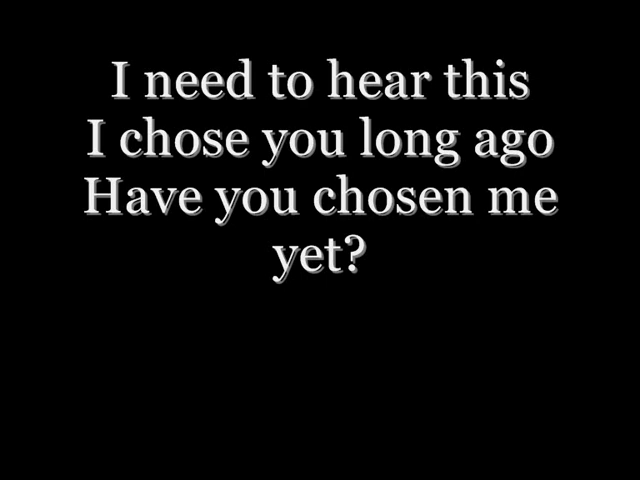 I need to hear this
I chose you long ago
Have you chosen me
yet?